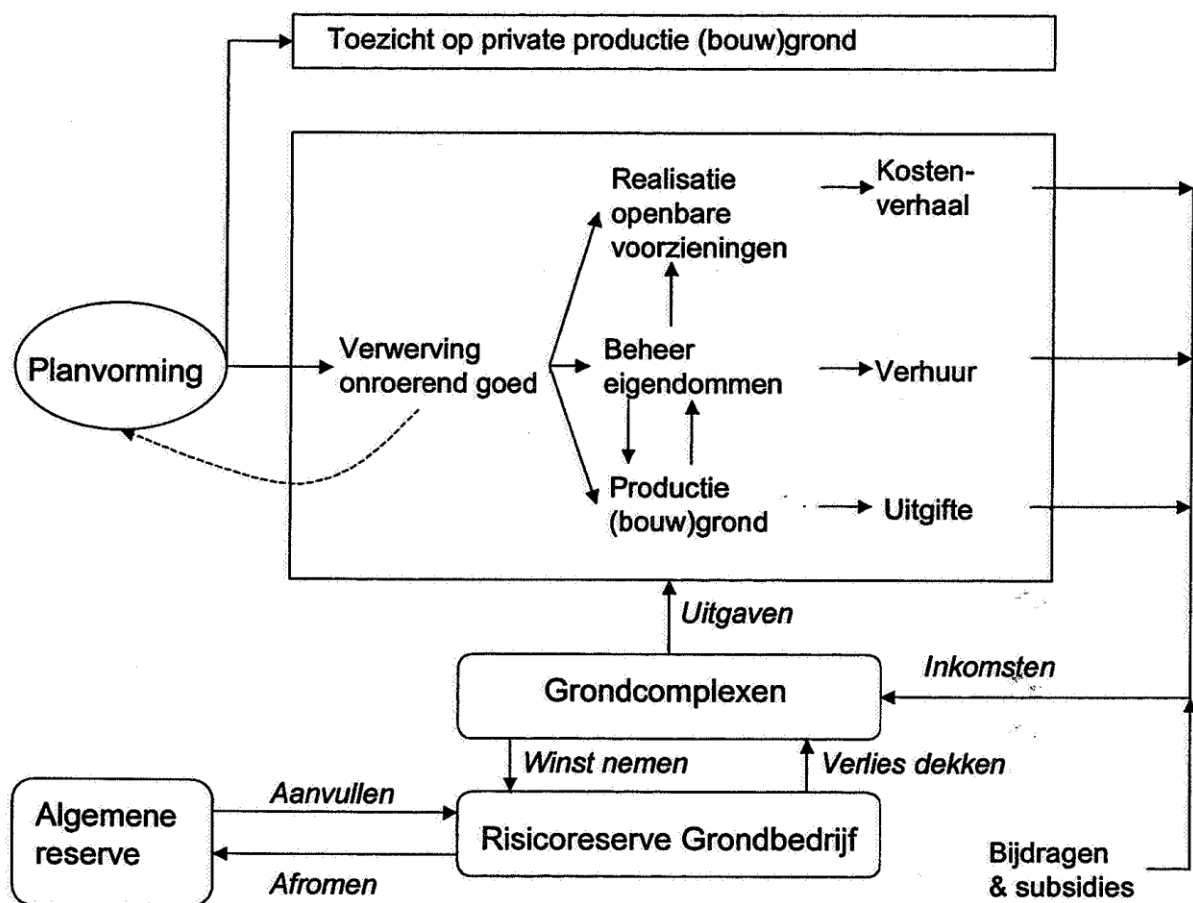 Toezicht op private productie (bouw)grond
Realisatie
openbare
voorzieningen
Kosten-
verhaal
Planvorming
Verwerving
onroerend goed
Beheer
eigendommen
Verhuur
Productie
(bouw)grond
Uitgifte
Uitgaven
Grondcomplexen
Inkomsten
Winst nemen
Verlies dekken
Algemene
reserve
Aanvullen
Risicoreserve Grondbedrijf
Afromen
Bijdragen
& subsidies